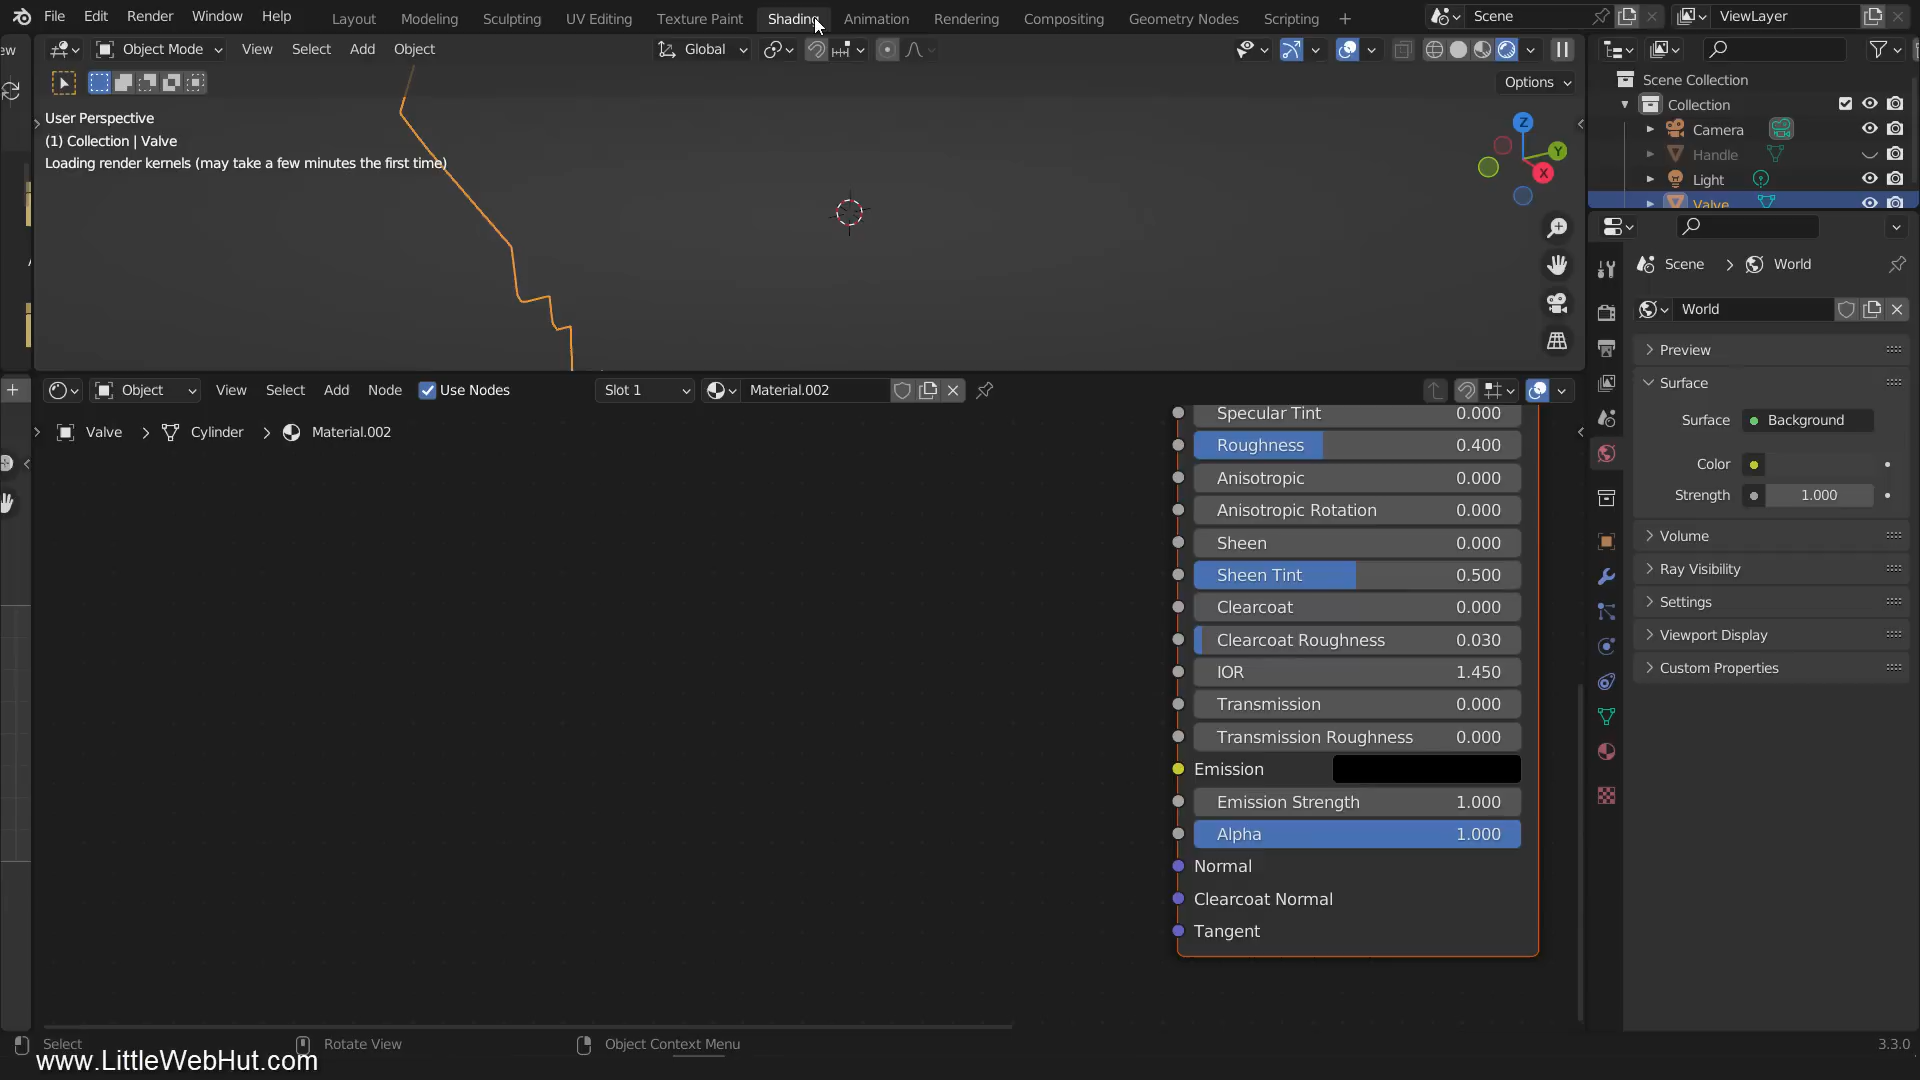 File Edit Render Window Help
Layout Modeling Sculpting UV Editing Texture Paint Shading Animation Rendering Compositing Geometry Nodes Scripting
Scene ViewLayer
Object Mode View Select Add Object Global
Options
User Perspective
(1) Collection | Valve
Loading render kernels (may take a few minutes the first time)
Z
Y
X
Scene Collection
Collection
Camera
Handle
Light
Valve
Scene World
World
Preview
Surface
Surface Background
Color
Strength 1.000
Volume
Ray Visibility
Settings
Viewport Display
Custom Properties
Object View Select Add Node Use Nodes Slot 1 Material.002
Valve > Cylinder > Material.002
Specular Tint 0.000
Roughness 0.400
Anisotropic 0.000
Anisotropic Rotation 0.000
Sheen 0.000
Sheen Tint 0.500
Clearcoat 0.000
Clearcoat Roughness 0.030
IOR 1.450
Transmission 0.000
Transmission Roughness 0.000
Emission
Emission Strength 1.000
Alpha 1.000
Normal
Clearcoat Normal
Tangent
Select Rotate View Object Context Menu 3.3.0
www.LittleWebHut.com